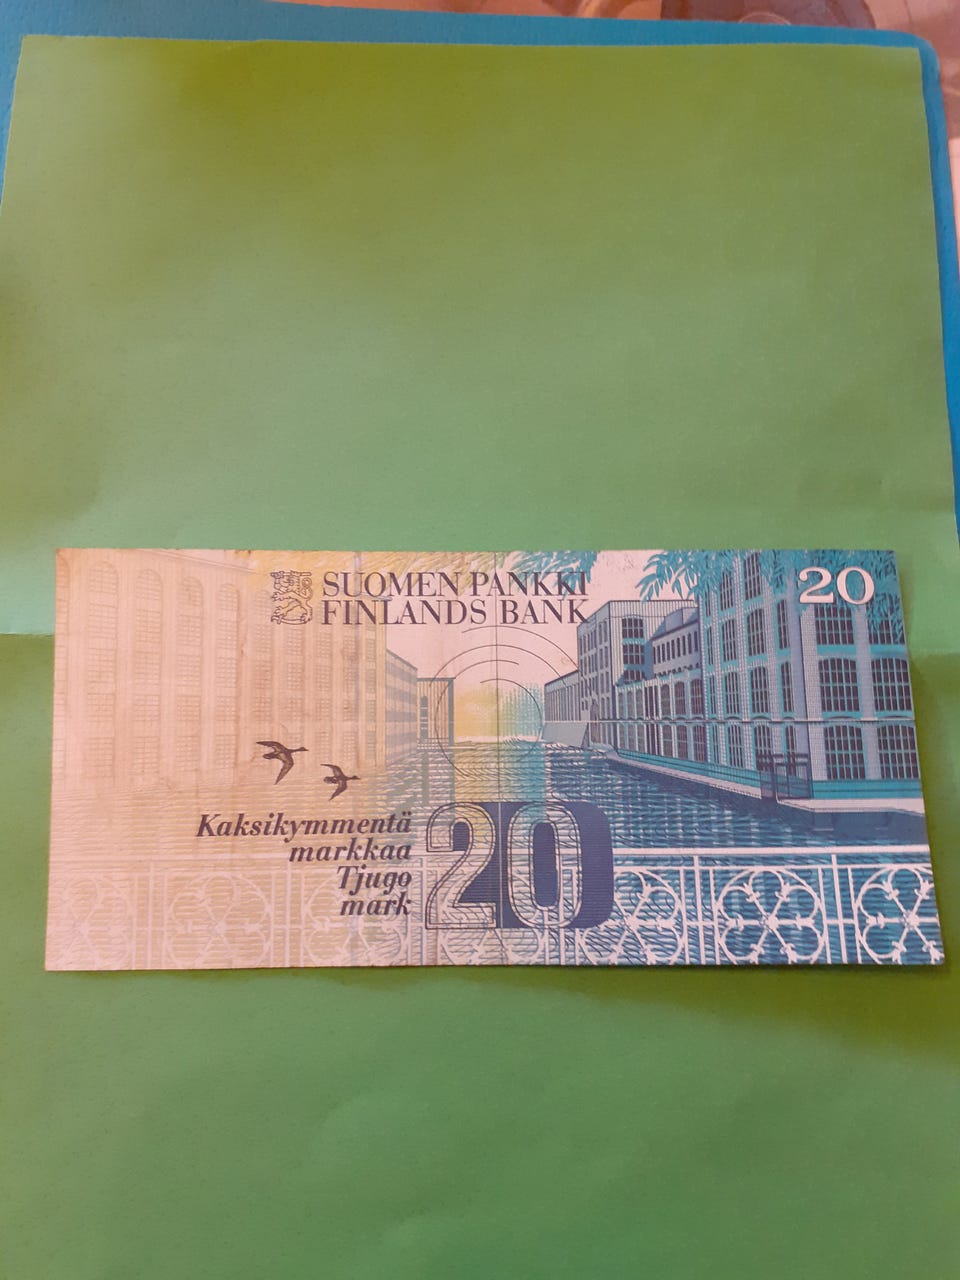 SUOMEN PANKKI
FINLANDS BANK
20
Kaksikymmentä
markkaa
Tjugo
mark
20